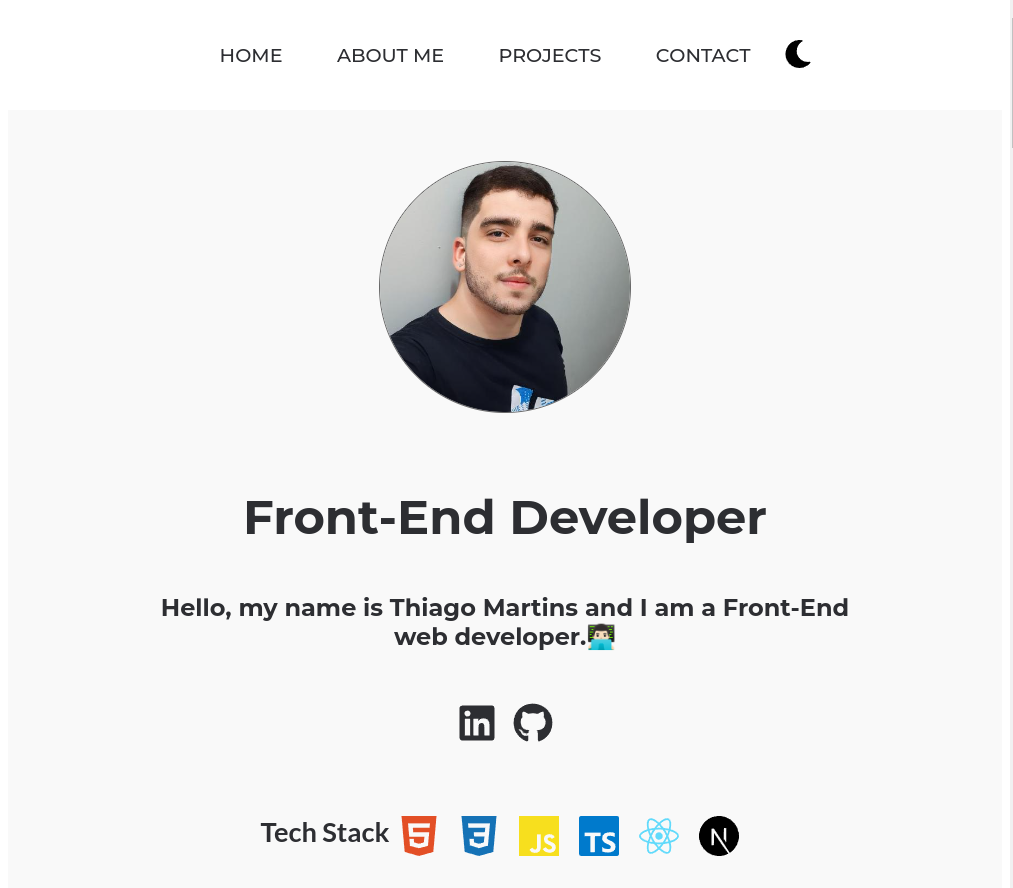 HOME ABOUT ME PROJECTS CONTACT
Front-End Developer
Hello, my name is Thiago Martins and I am a Front-End
web developer.👨🏻‍💻
in
Tech Stack 5 3 JS TS N